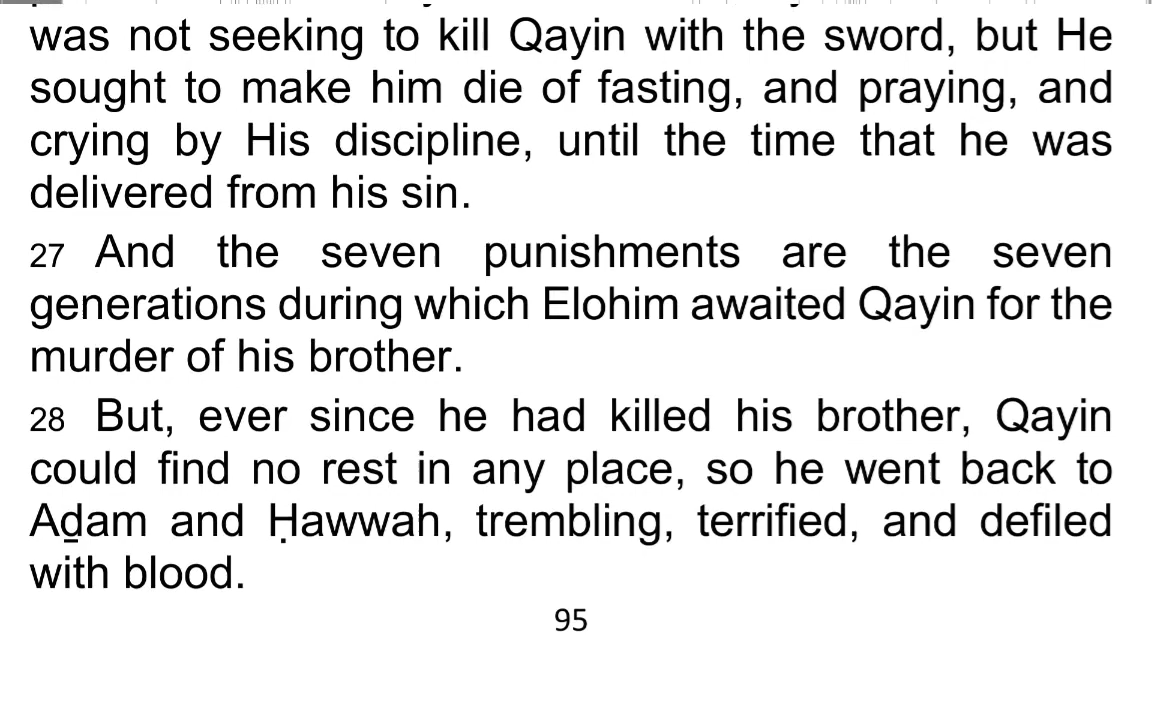 was not seeking to kill Qayin with the sword, but He
sought to make him die of fasting, and praying, and
crying by His discipline, until the time that he was
delivered from his sin.
27 And the seven punishments are the seven
generations during which Elohim awaited Qayin for the
murder of his brother.
28 But, ever since he had killed his brother, Qayin
could find no rest in any place, so he went back to
Aḏam and Ḥawwah, trembling, terrified, and defiled
with blood.
95